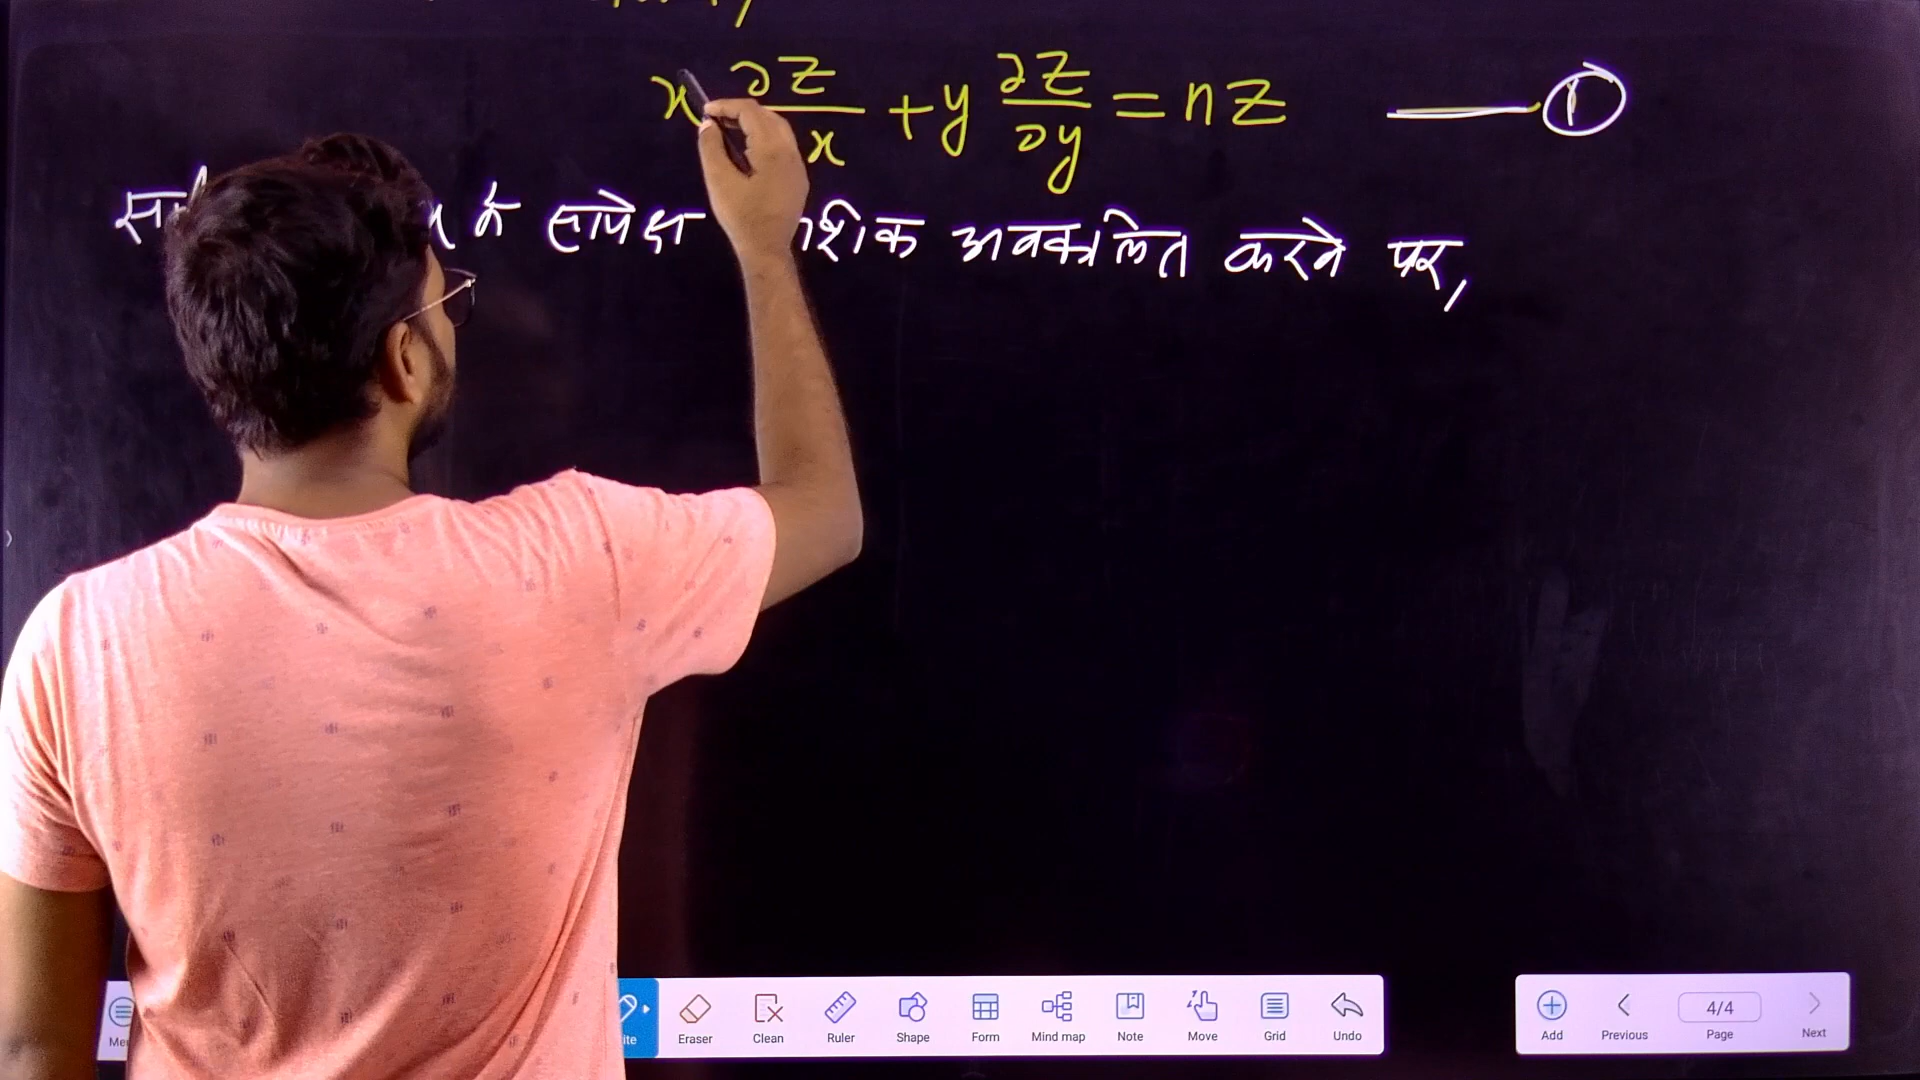 x ∂z/∂x + y ∂z/∂y = nz —— ①
के सापेक्ष अवकलित करने पर,
Eraser Clean Ruler Shape Form Mind map Note Move Grid Undo
Add Previous 4/4 Page Next